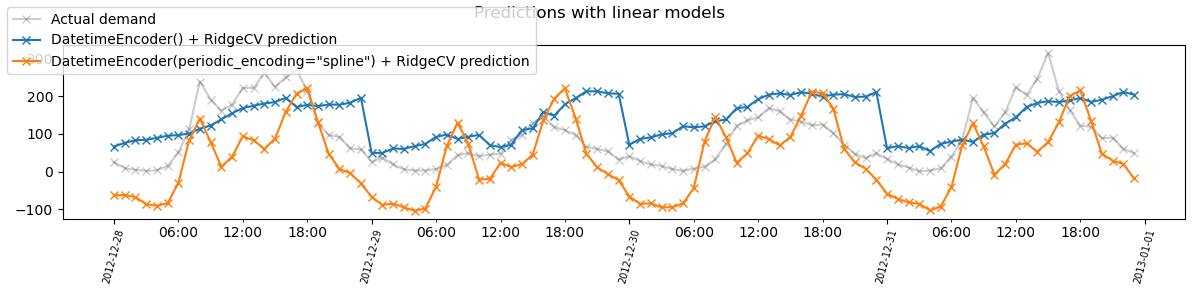 Predictions with linear models
Actual demand
DatetimeEncoder() + RidgeCV prediction
DatetimeEncoder(periodic_encoding="spline") + RidgeCV prediction
300
200
100
0
−100
06:00 12:00 18:00 06:00 12:00 18:00 06:00 12:00 18:00 06:00 12:00 18:00
2012-12-28 2012-12-29 2012-12-30 2012-12-31 2013-01-01